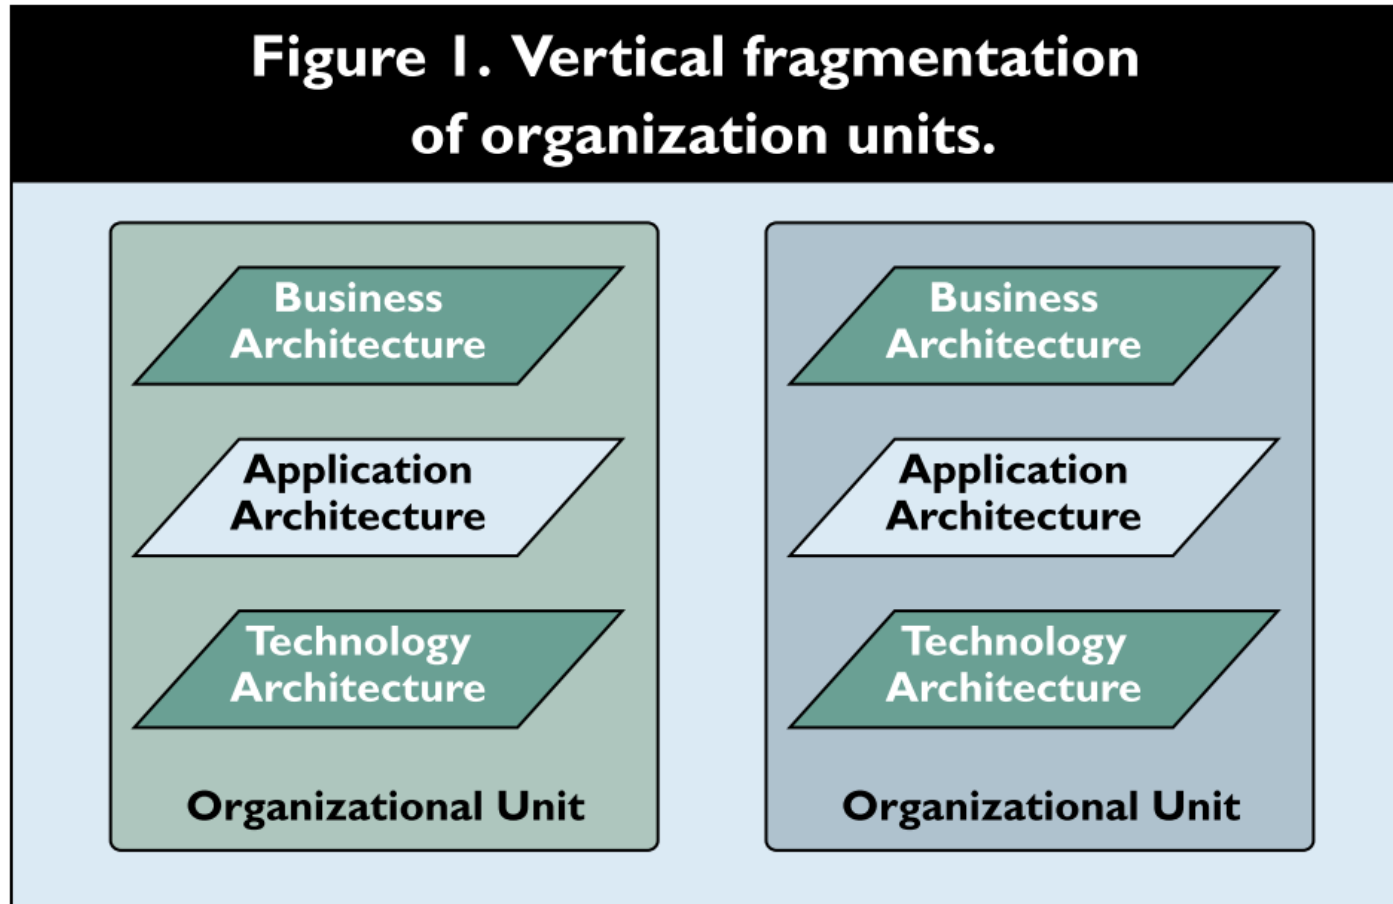 Figure 1. Vertical fragmentation
of organization units.
Business
Architecture
Application
Architecture
Technology
Architecture
Organizational Unit
Business
Architecture
Application
Architecture
Technology
Architecture
Organizational Unit